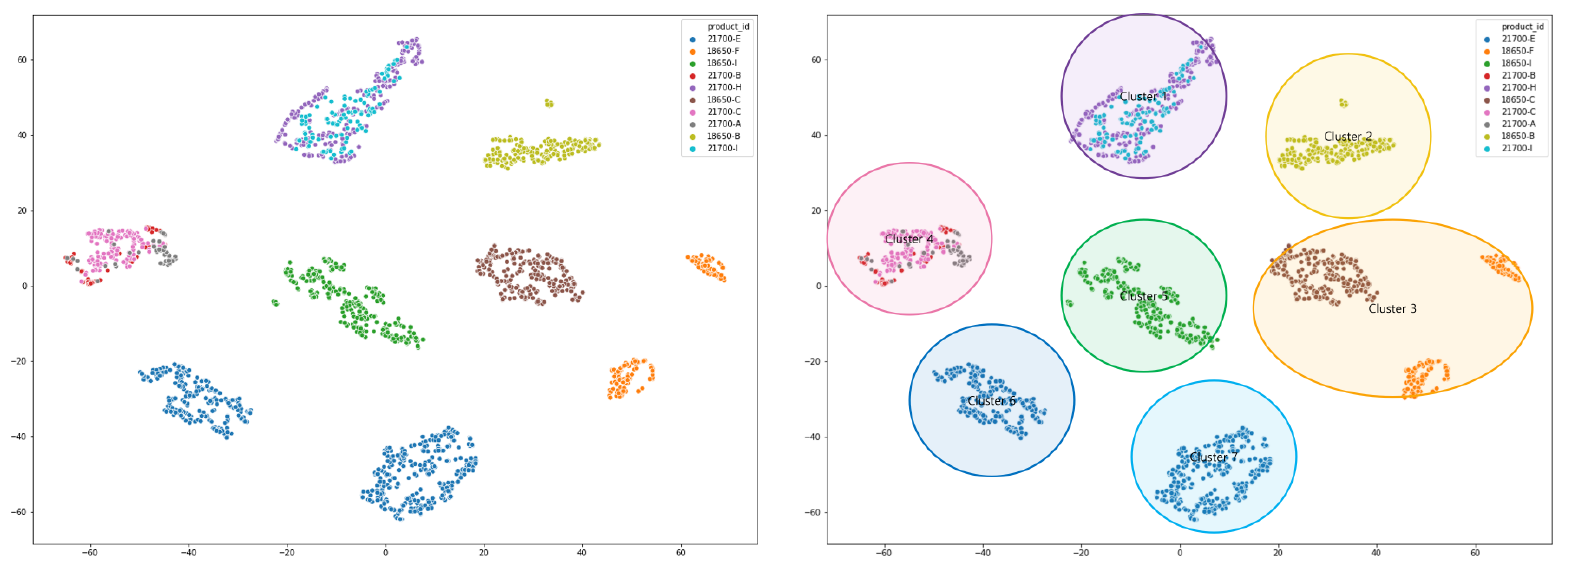 product_id
21700-E
18650-F
18650-I
21700-B
21700-H
18650-C
21700-C
21700-A
18650-B
21700-I
60
40
20
0
−20
−40
−60
−60
−40
−20
0
20
40
60
product_id
21700-E
18650-F
18650-I
21700-B
21700-H
18650-C
21700-C
21700-A
18650-B
21700-I
Cluster 1
Cluster 2
Cluster 4
Cluster 5
Cluster 3
Cluster 6
Cluster 7
60
40
20
0
−20
−40
−60
−60
−40
−20
0
20
40
60